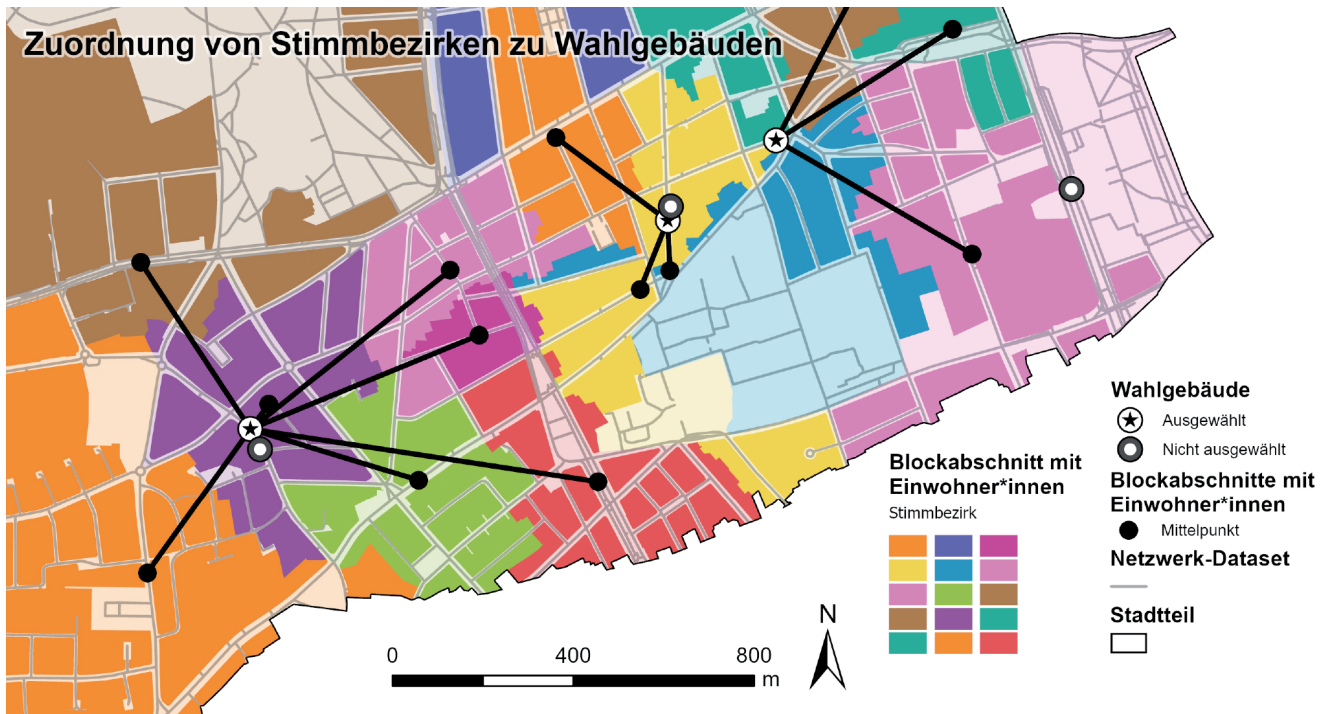 Zuordnung von Stimmbezirken zu Wahlgebäuden
Wahlgebäude
Ausgewählt
Nicht ausgewählt
Blockabschnitte mit
Einwohner*innen
Mittelpunkt
Netzwerk-Dataset
Stadtteil
Blockabschnitt mit
Einwohner*innen
Stimmbezirk
N
0 400 800
m